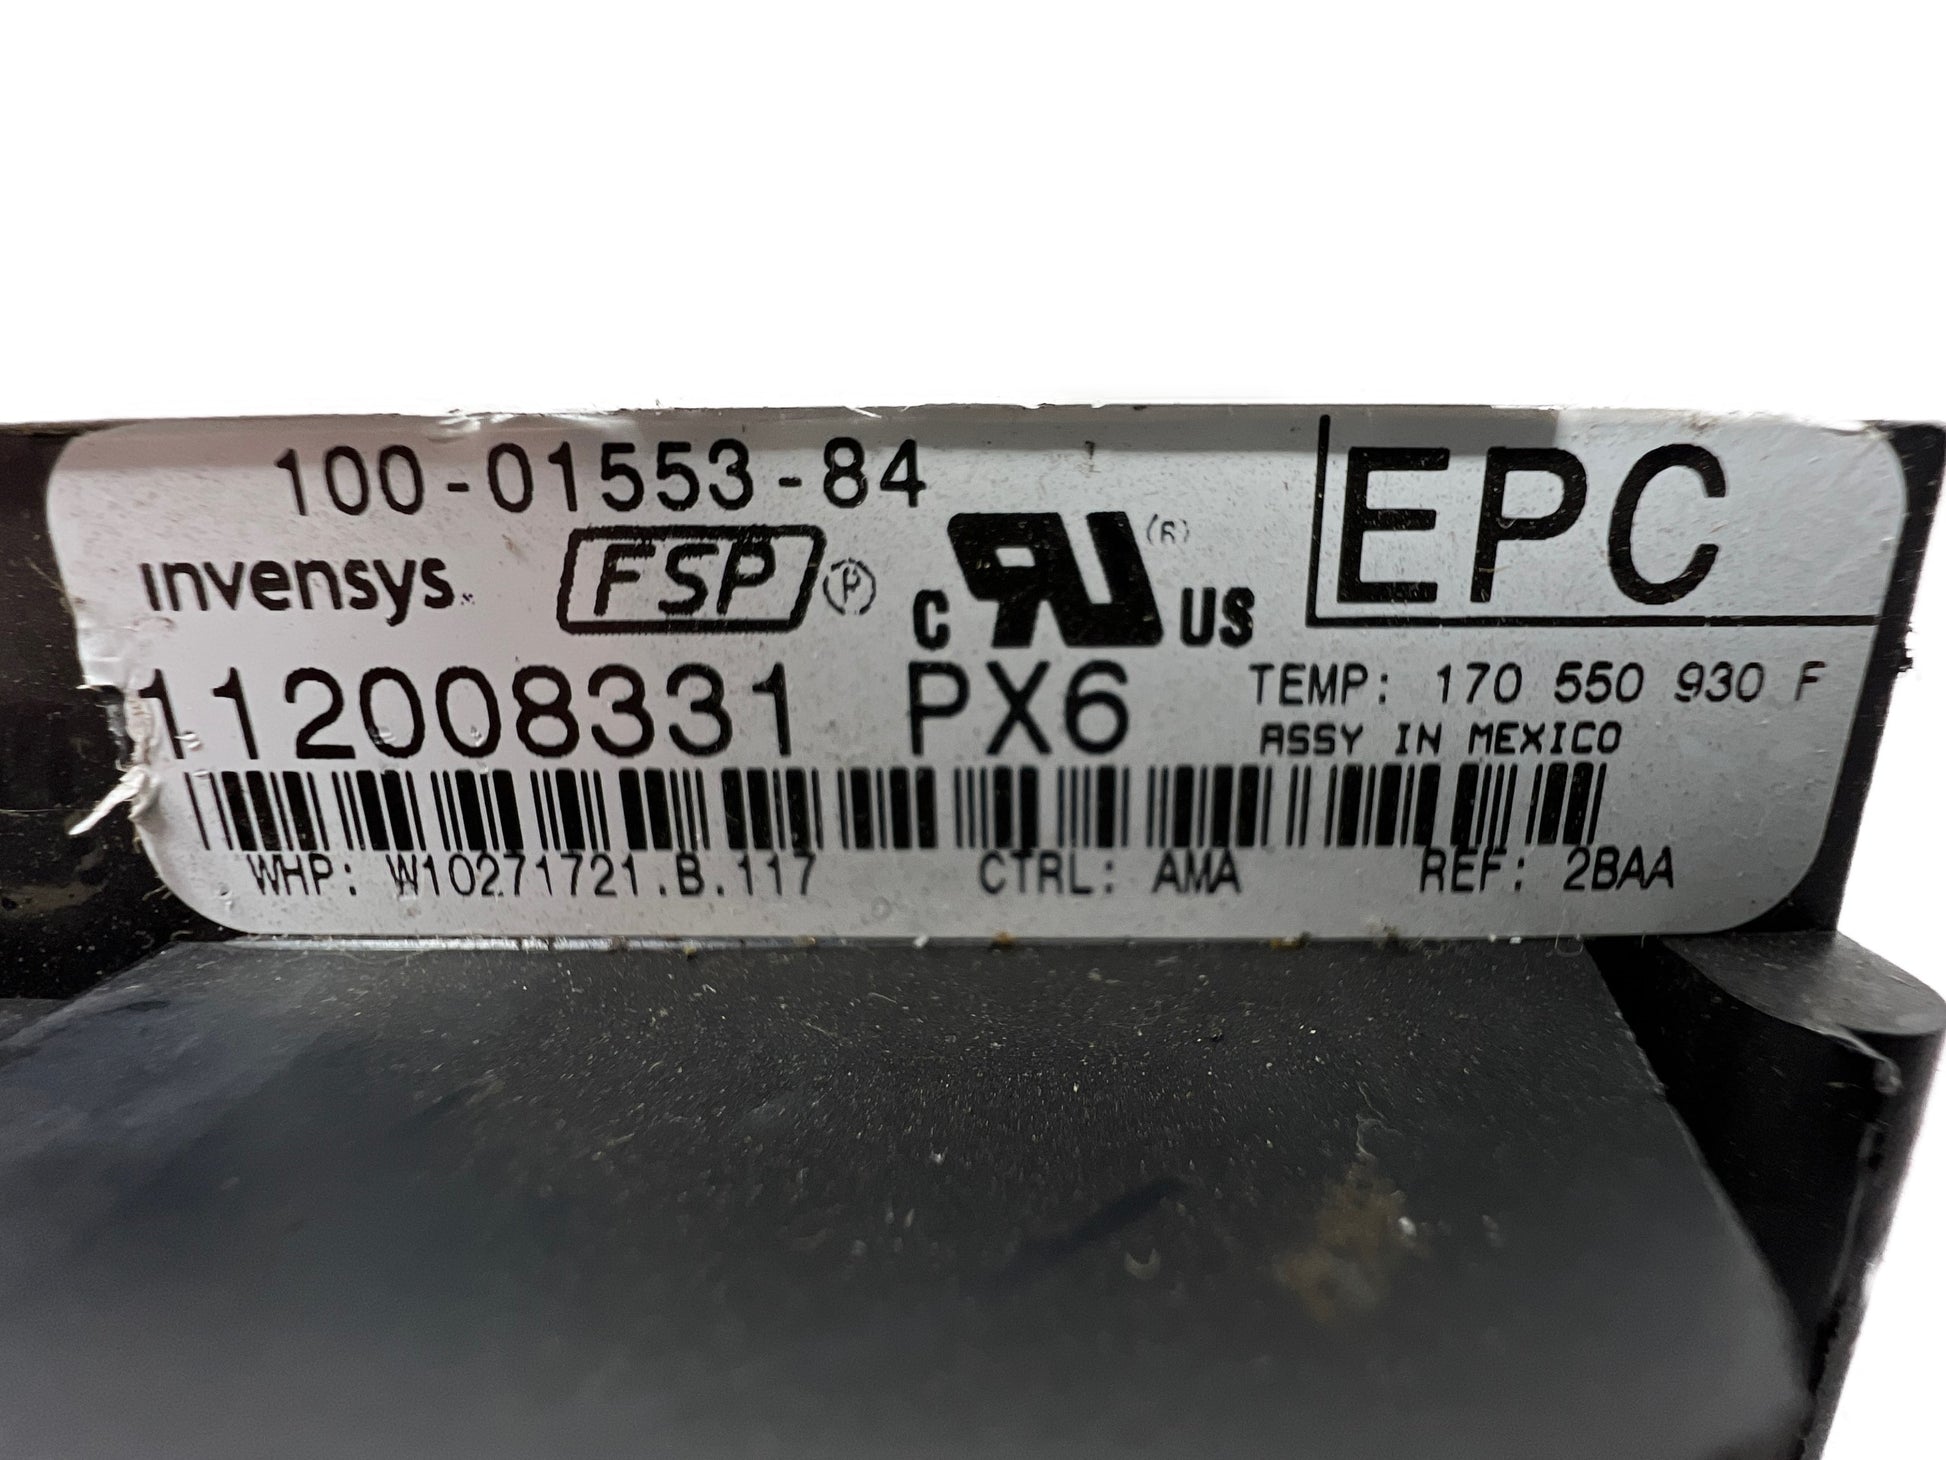 100-01553-84
invensys FSP ® c RU ® US EPC
112008331 PX6 TEMP: 170 550 930 F
ASSY IN MEXICO
WHP: W10271721.B.117 CTRL: AMA REF: 2BAA